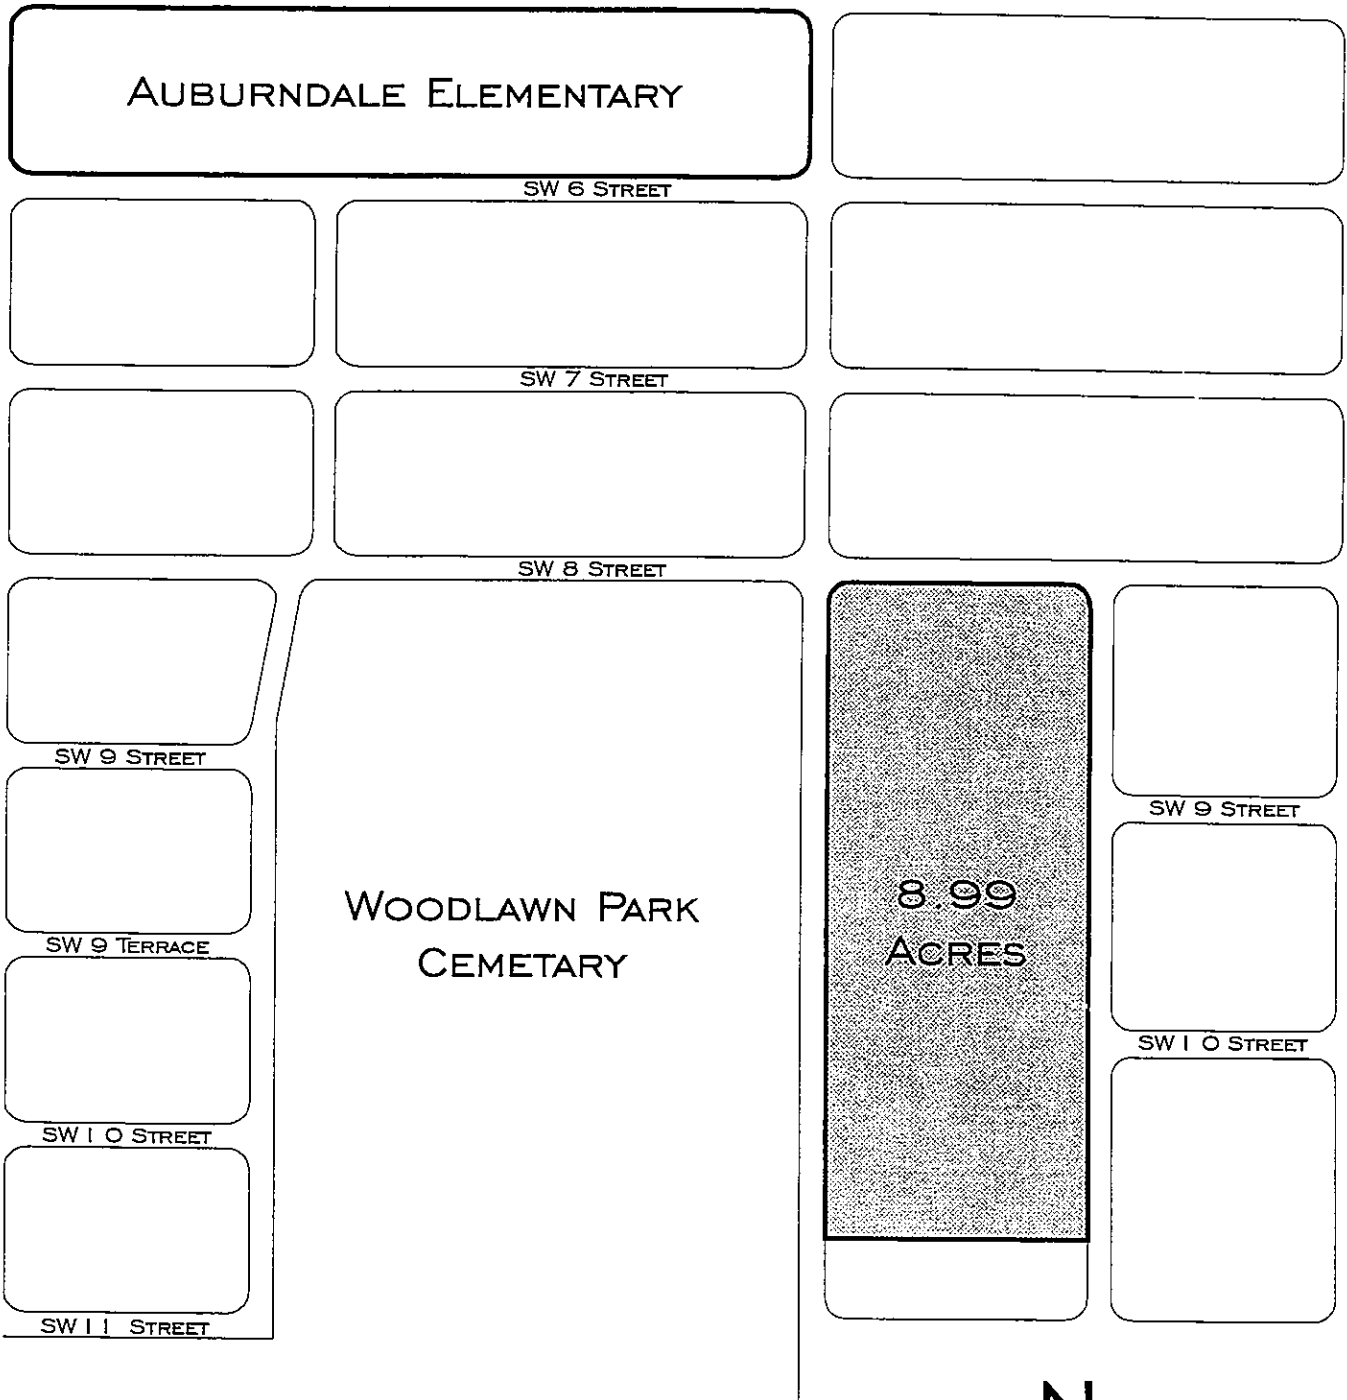 AUBURNDALE ELEMENTARY
SW 6 STREET
SW 7 STREET
SW 8 STREET
SW 9 STREET
SW 9 STREET
8.99
ACRES
WOODLAWN PARK
CEMETARY
SW 9 TERRACE
SW 10 STREET
SW 10 STREET
SW 11 STREET
N